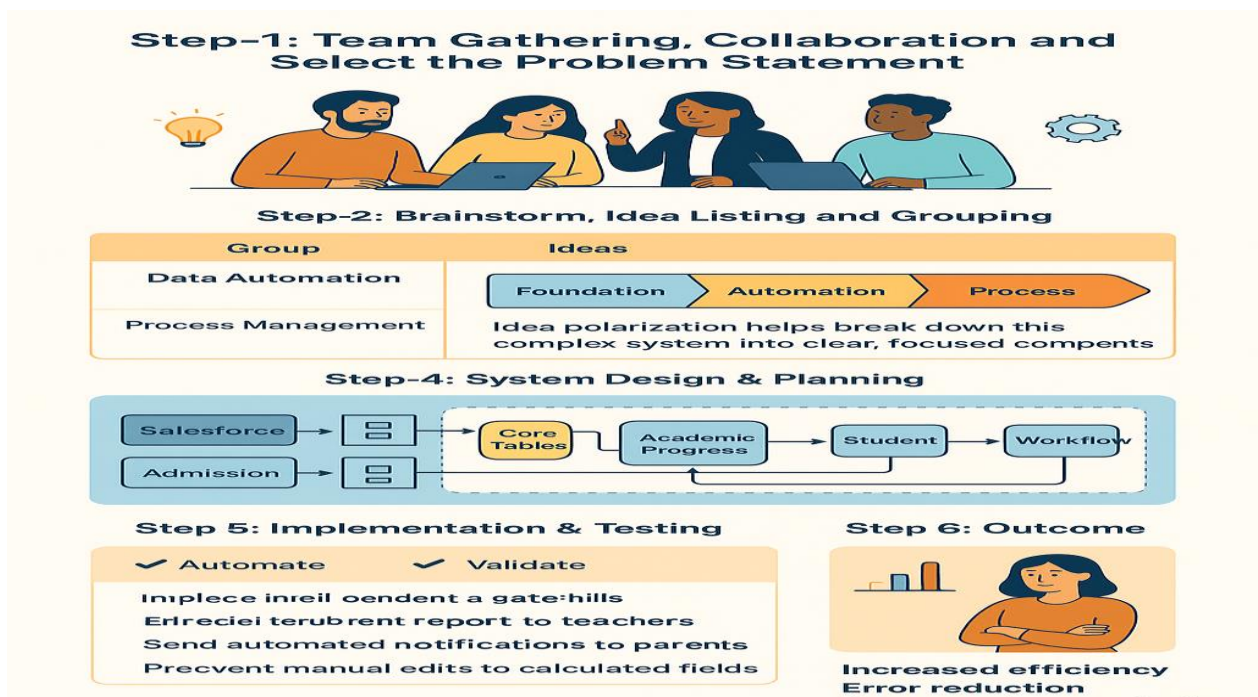 Step-1: Team Gathering, Collaboration and
Select the Problem Statement
Step-2: Brainstorm, Idea Listing and Grouping
Group Ideas
Data Automation
Foundation Automation Process
Process Management
Idea polarization helps break down this
complex system into clear, focused compents
Step-4: System Design & Planning
Salesforce
Core
Tables
Academic
Progress
Student
Workflow
Admission
Step 5: Implementation & Testing
Automate Validate
a
report to teachers
Send automated notifications to parents
Precvent manual edits to calculated fields
Step 6: Outcome
Increased efficiency
Error reduction